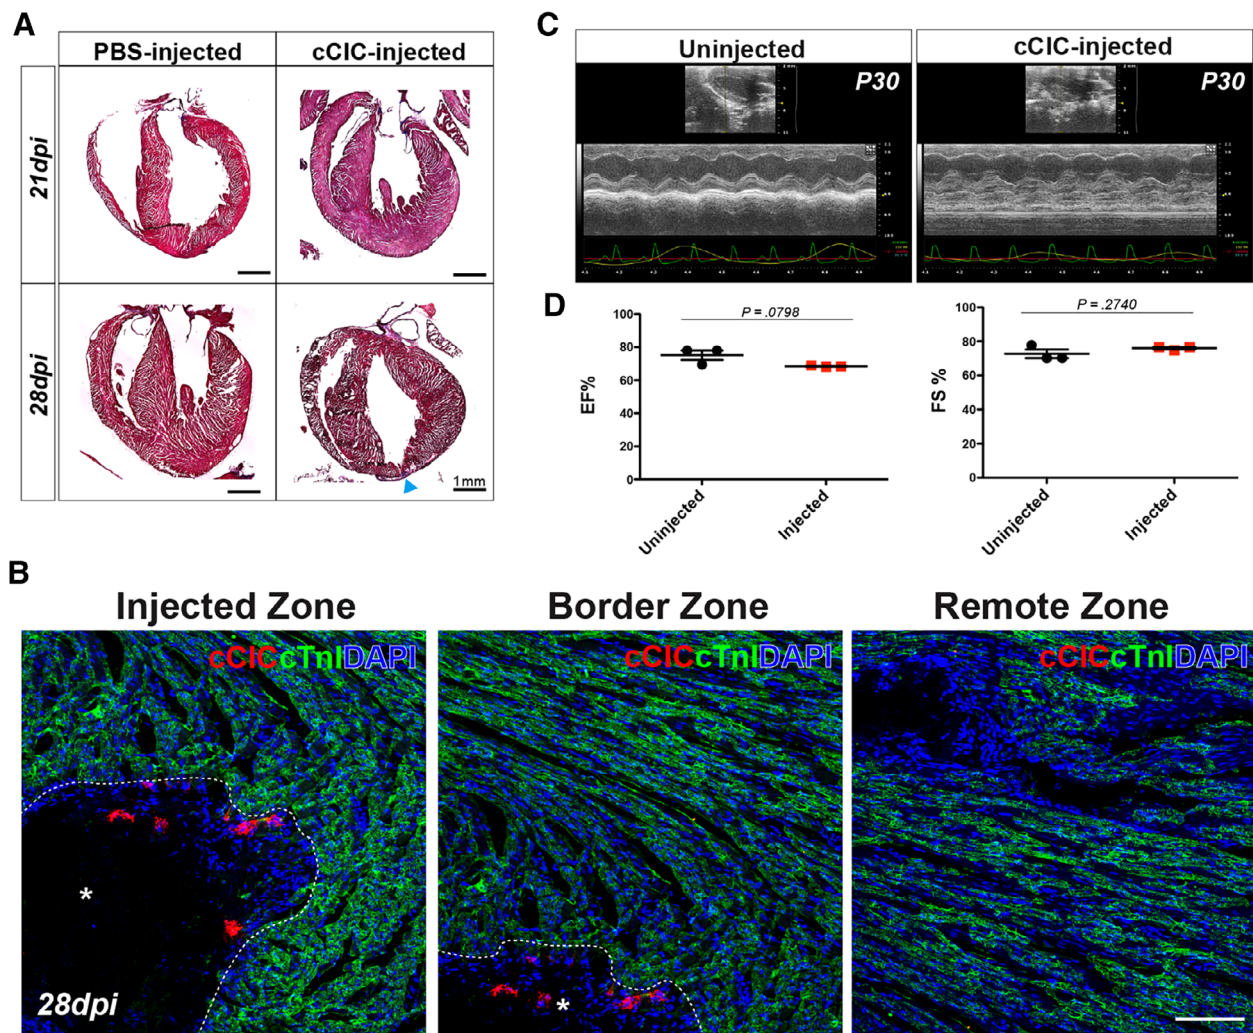 A
PBS-injected
cCIC-injected
21dpi
28dpi
1mm
C
Uninjected
cCIC-injected
P30
P30
D
P = .0798
EF%
100
80
60
40
20
0
Uninjected
Injected
P = .2740
FS %
100
80
60
40
20
0
Uninjected
Injected
B
Injected Zone
Border Zone
Remote Zone
cCICcTnIDAPI
cCICcTnIDAPI
cCICcTnIDAPI
*
*
28dpi